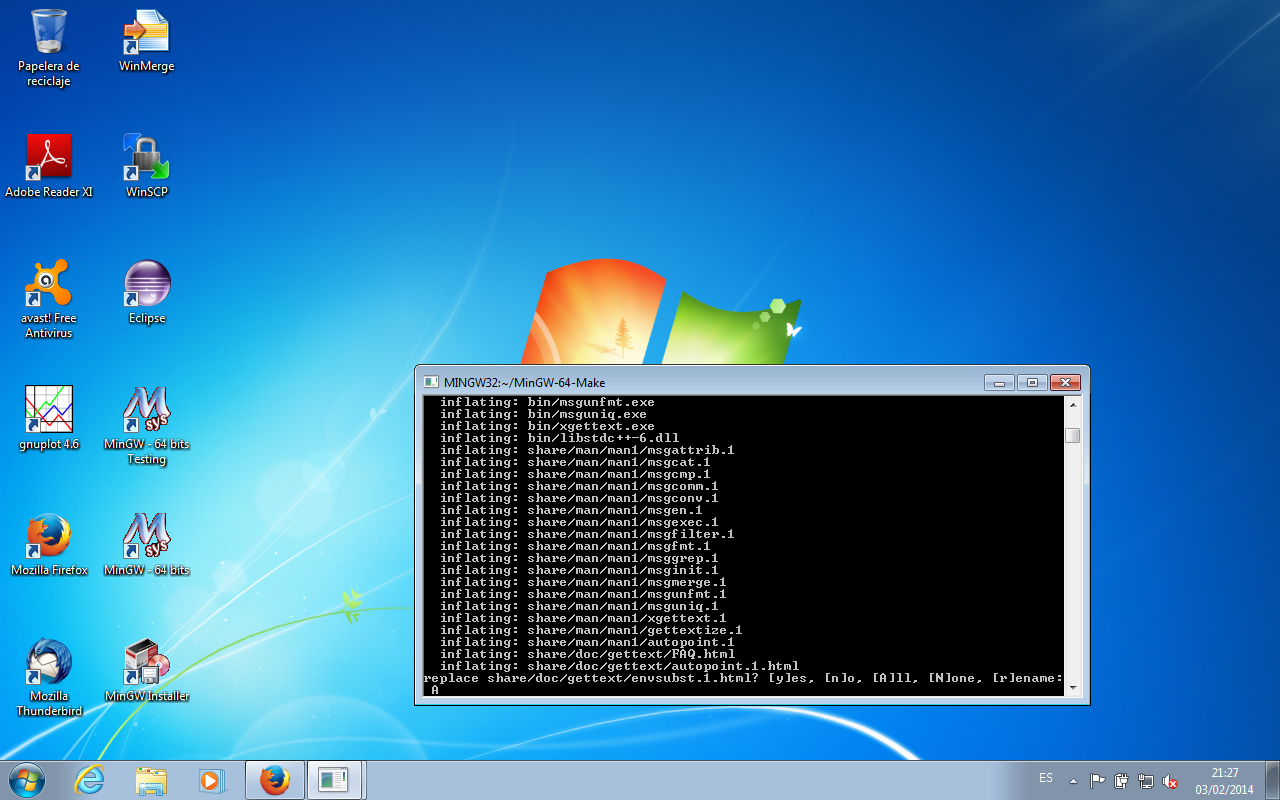 Papelera de
reciclaje
WinMerge
Adobe Reader XI
WinSCP
avast! Free
Antivirus
Eclipse
gnuplot 4.6
MinGW - 64 bits
Testing
Mozilla Firefox
MinGW - 64 bits
Mozilla
Thunderbird
MinGW Installer
M
sys
M
sys
MINGW32:~/MinGW-64-Make
inflating: bin/msgunfmt.exe
inflating: bin/msguniq.exe
inflating: bin/xgettext.exe
inflating: bin/libstdc++-6.dll
inflating: share/man/man1/msgattrib.1
inflating: share/man/man1/msgcat.1
inflating: share/man/man1/msgcmp.1
inflating: share/man/man1/msgcomm.1
inflating: share/man/man1/msgconv.1
inflating: share/man/man1/msgen.1
inflating: share/man/man1/msgexec.1
inflating: share/man/man1/msgfilter.1
inflating: share/man/man1/msgfmt.1
inflating: share/man/man1/msggrep.1
inflating: share/man/man1/msginit.1
inflating: share/man/man1/msgmerge.1
inflating: share/man/man1/msgunfmt.1
inflating: share/man/man1/msguniq.1
inflating: share/man/man1/xgettext.1
inflating: share/man/man1/gettextize.1
inflating: share/man/man1/autopoint.1
inflating: share/doc/gettext/FAQ.html
inflating: share/doc/gettext/autopoint.1.html
replace share/doc/gettext/envsubst.1.html? [y]es, [n]o, [A]lll, [N]one, [r]ename:
A
ES
21:27
03/02/2014